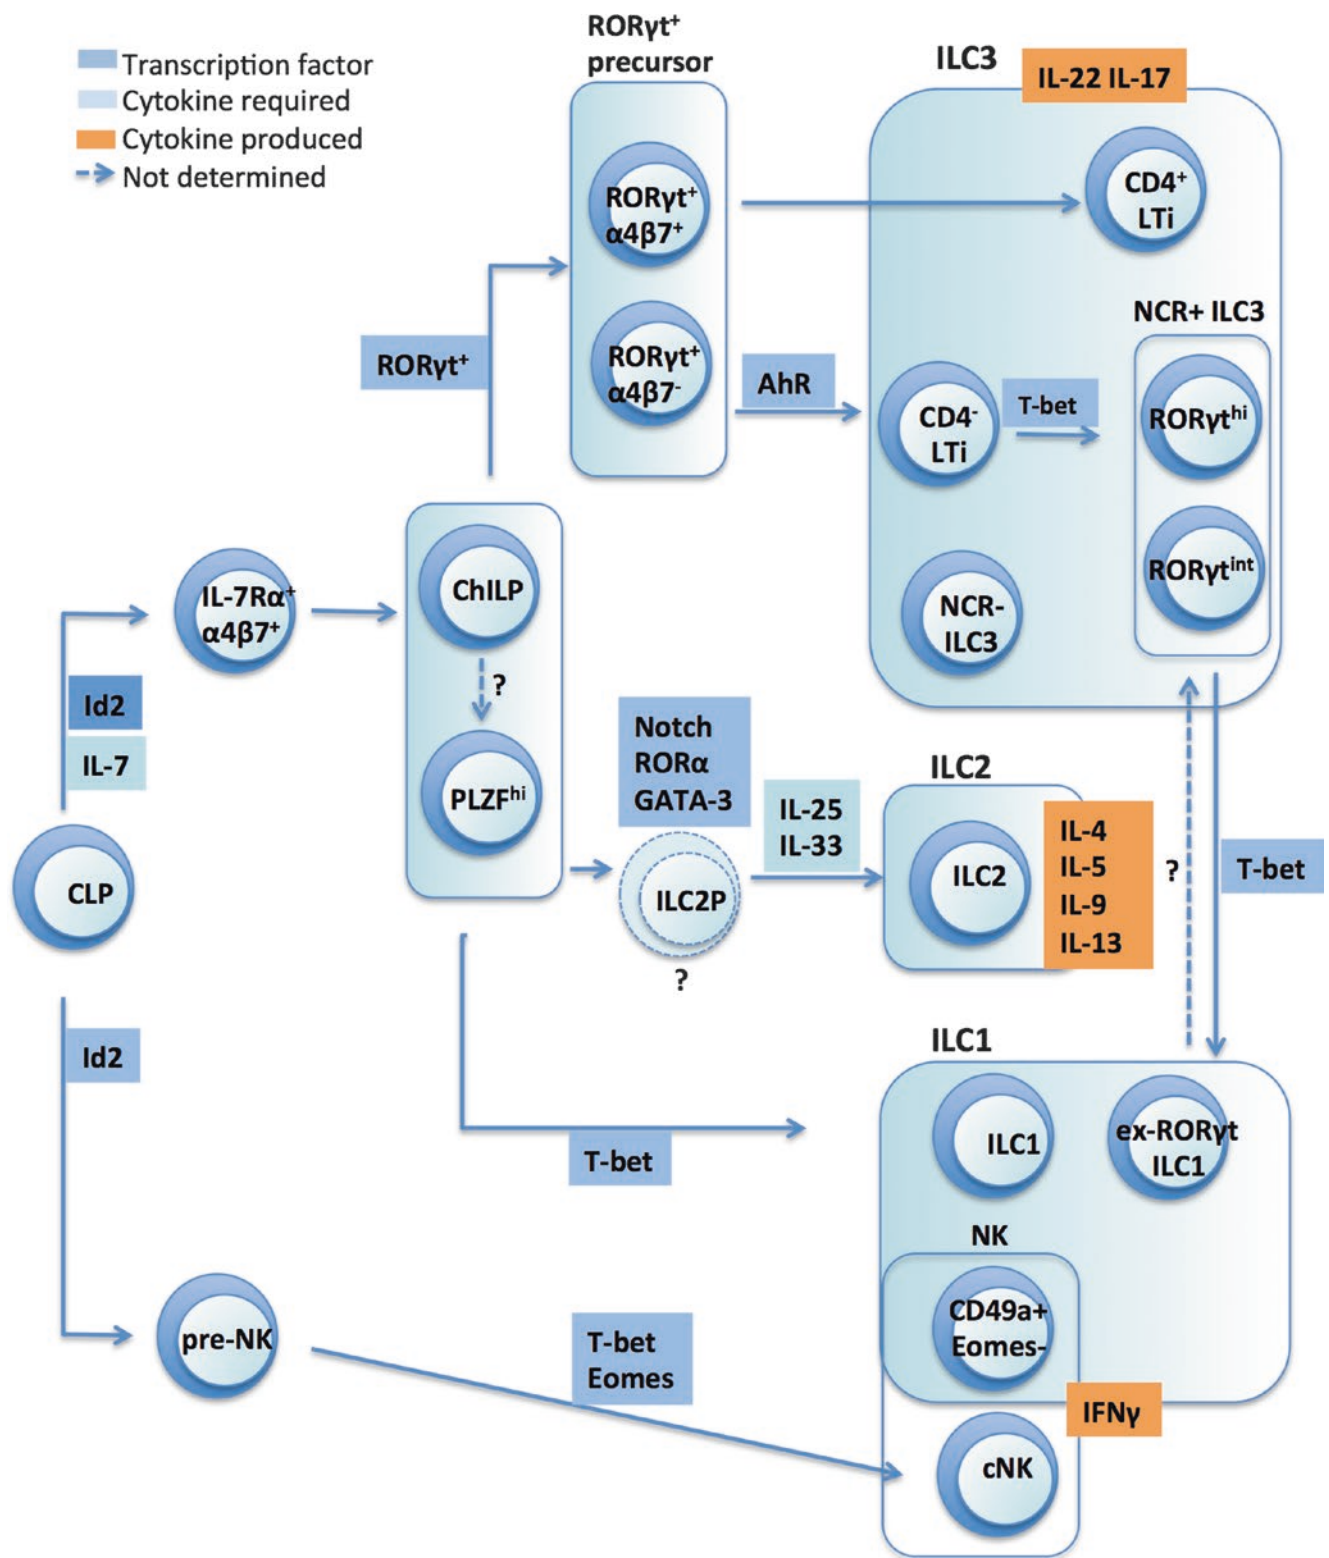 Transcription factor
Cytokine required
Cytokine produced
Not determined
RORγt⁺
precursor
RORγt⁺
α4β7⁺
RORγt⁺
α4β7⁻
RORγt⁺
AhR
ILC3
IL-22 IL-17
CD4⁺
LTi
NCR+ ILC3
CD4⁻
LTi
T-bet
RORγtʰⁱ
RORγtⁱⁿᵗ
NCR-
ILC3
IL-7Rα⁺
α4β7⁺
ChILP
?
PLZFʰⁱ
Id2
IL-7
CLP
Notch
RORα
GATA-3
IL-25
IL-33
ILC2P
?
ILC2
ILC2
IL-4
IL-5
IL-9
IL-13
?
T-bet
Id2
T-bet
ILC1
ILC1
ex-RORγt
ILC1
NK
CD49a+
Eomes-
pre-NK
T-bet
Eomes
IFNγ
cNK